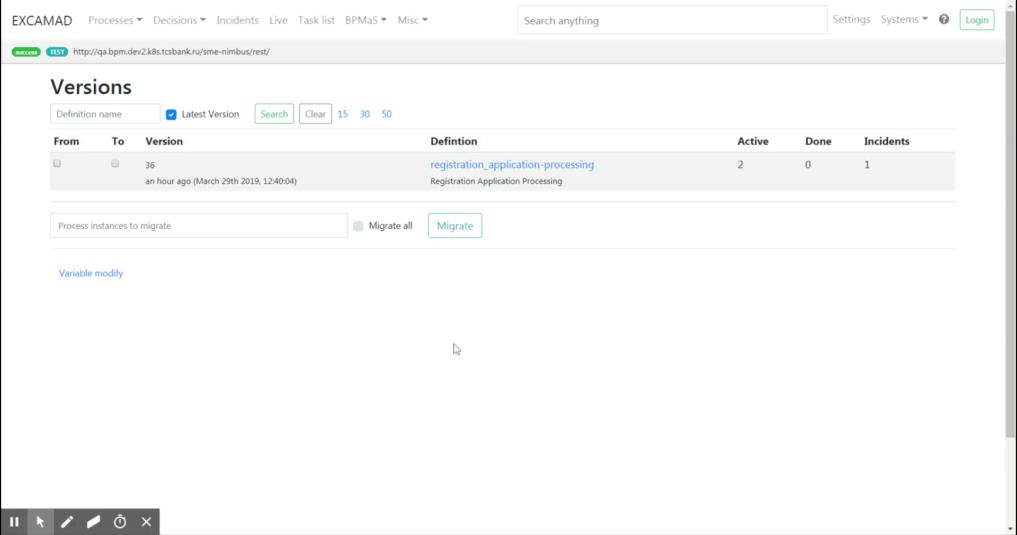 EXCAMAD Processes Decisions Incidents Live Task list BPMaS Misc Search anything Settings Systems ? Login
success TEST http://qa.bpm.dev2.k8s.tcsbank.ru/sme-nimbus/rest/
Versions
Definition name Latest Version Search Clear 15 30 50
From To Version Defintion Active Done Incidents
36 registration_application-processing 2 0 1
an hour ago (March 29th 2019, 12:40:04) Registration Application Processing
Process instances to migrate Migrate all Migrate
Variable modify